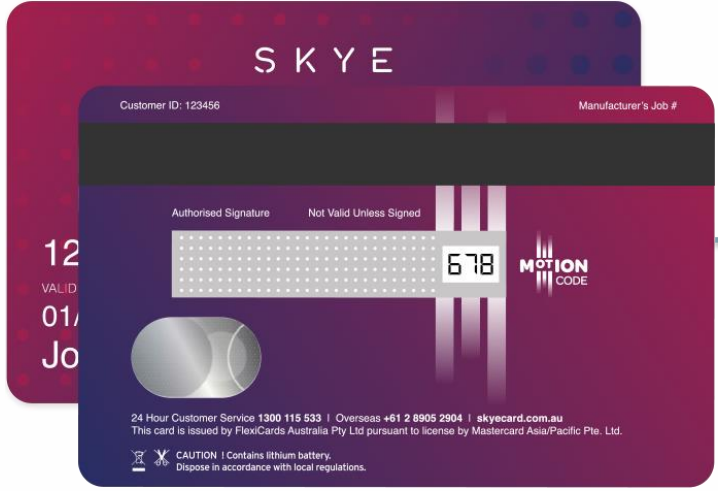 SKYE
Customer ID: 123456
Manufacturer's Job #
Authorised Signature
Not Valid Unless Signed
678
MOTION
CODE
12
VALID
01/
Jo
24 Hour Customer Service 1300 115 533 | Overseas +61 2 8905 2904 | skyecard.com.au
This card is issued by FlexiCards Australia Pty Ltd pursuant to license by Mastercard Asia/Pacific Pte. Ltd.
CAUTION ! Contains lithium battery.
Dispose in accordance with local regulations.